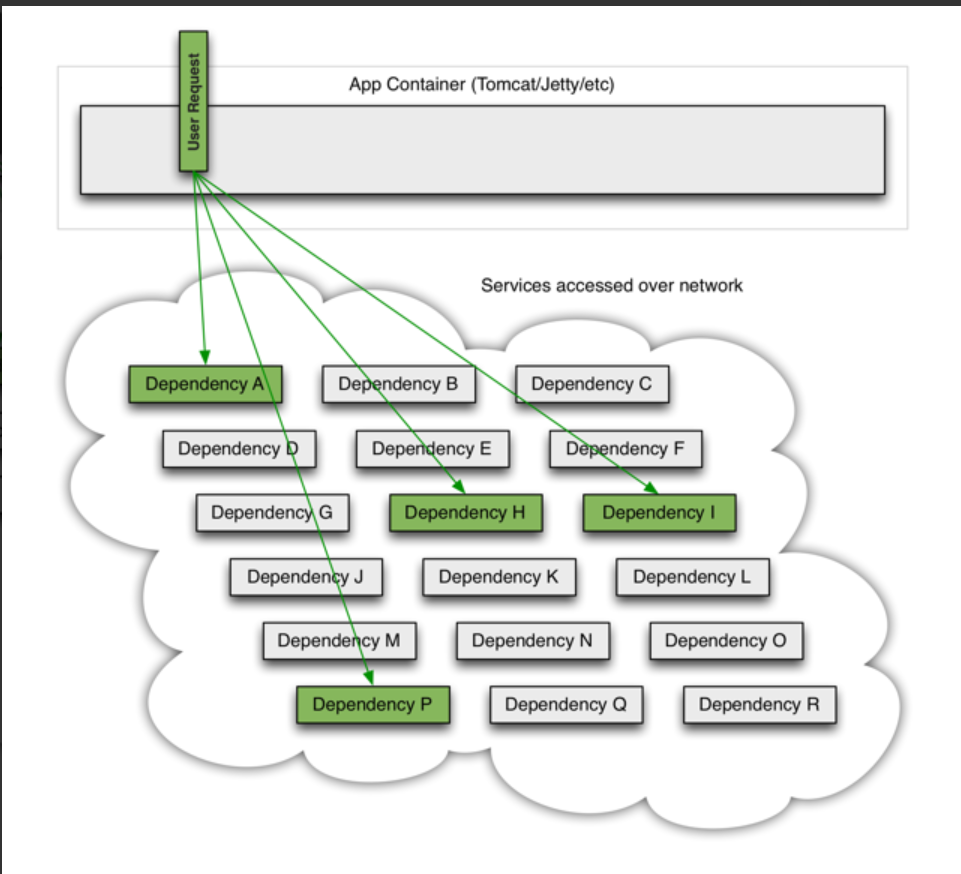 User Request
App Container (Tomcat/Jetty/etc)
Services accessed over network
Dependency A
Dependency B
Dependency C
Dependency D
Dependency E
Dependency F
Dependency G
Dependency H
Dependency I
Dependency J
Dependency K
Dependency L
Dependency M
Dependency N
Dependency O
Dependency P
Dependency Q
Dependency R